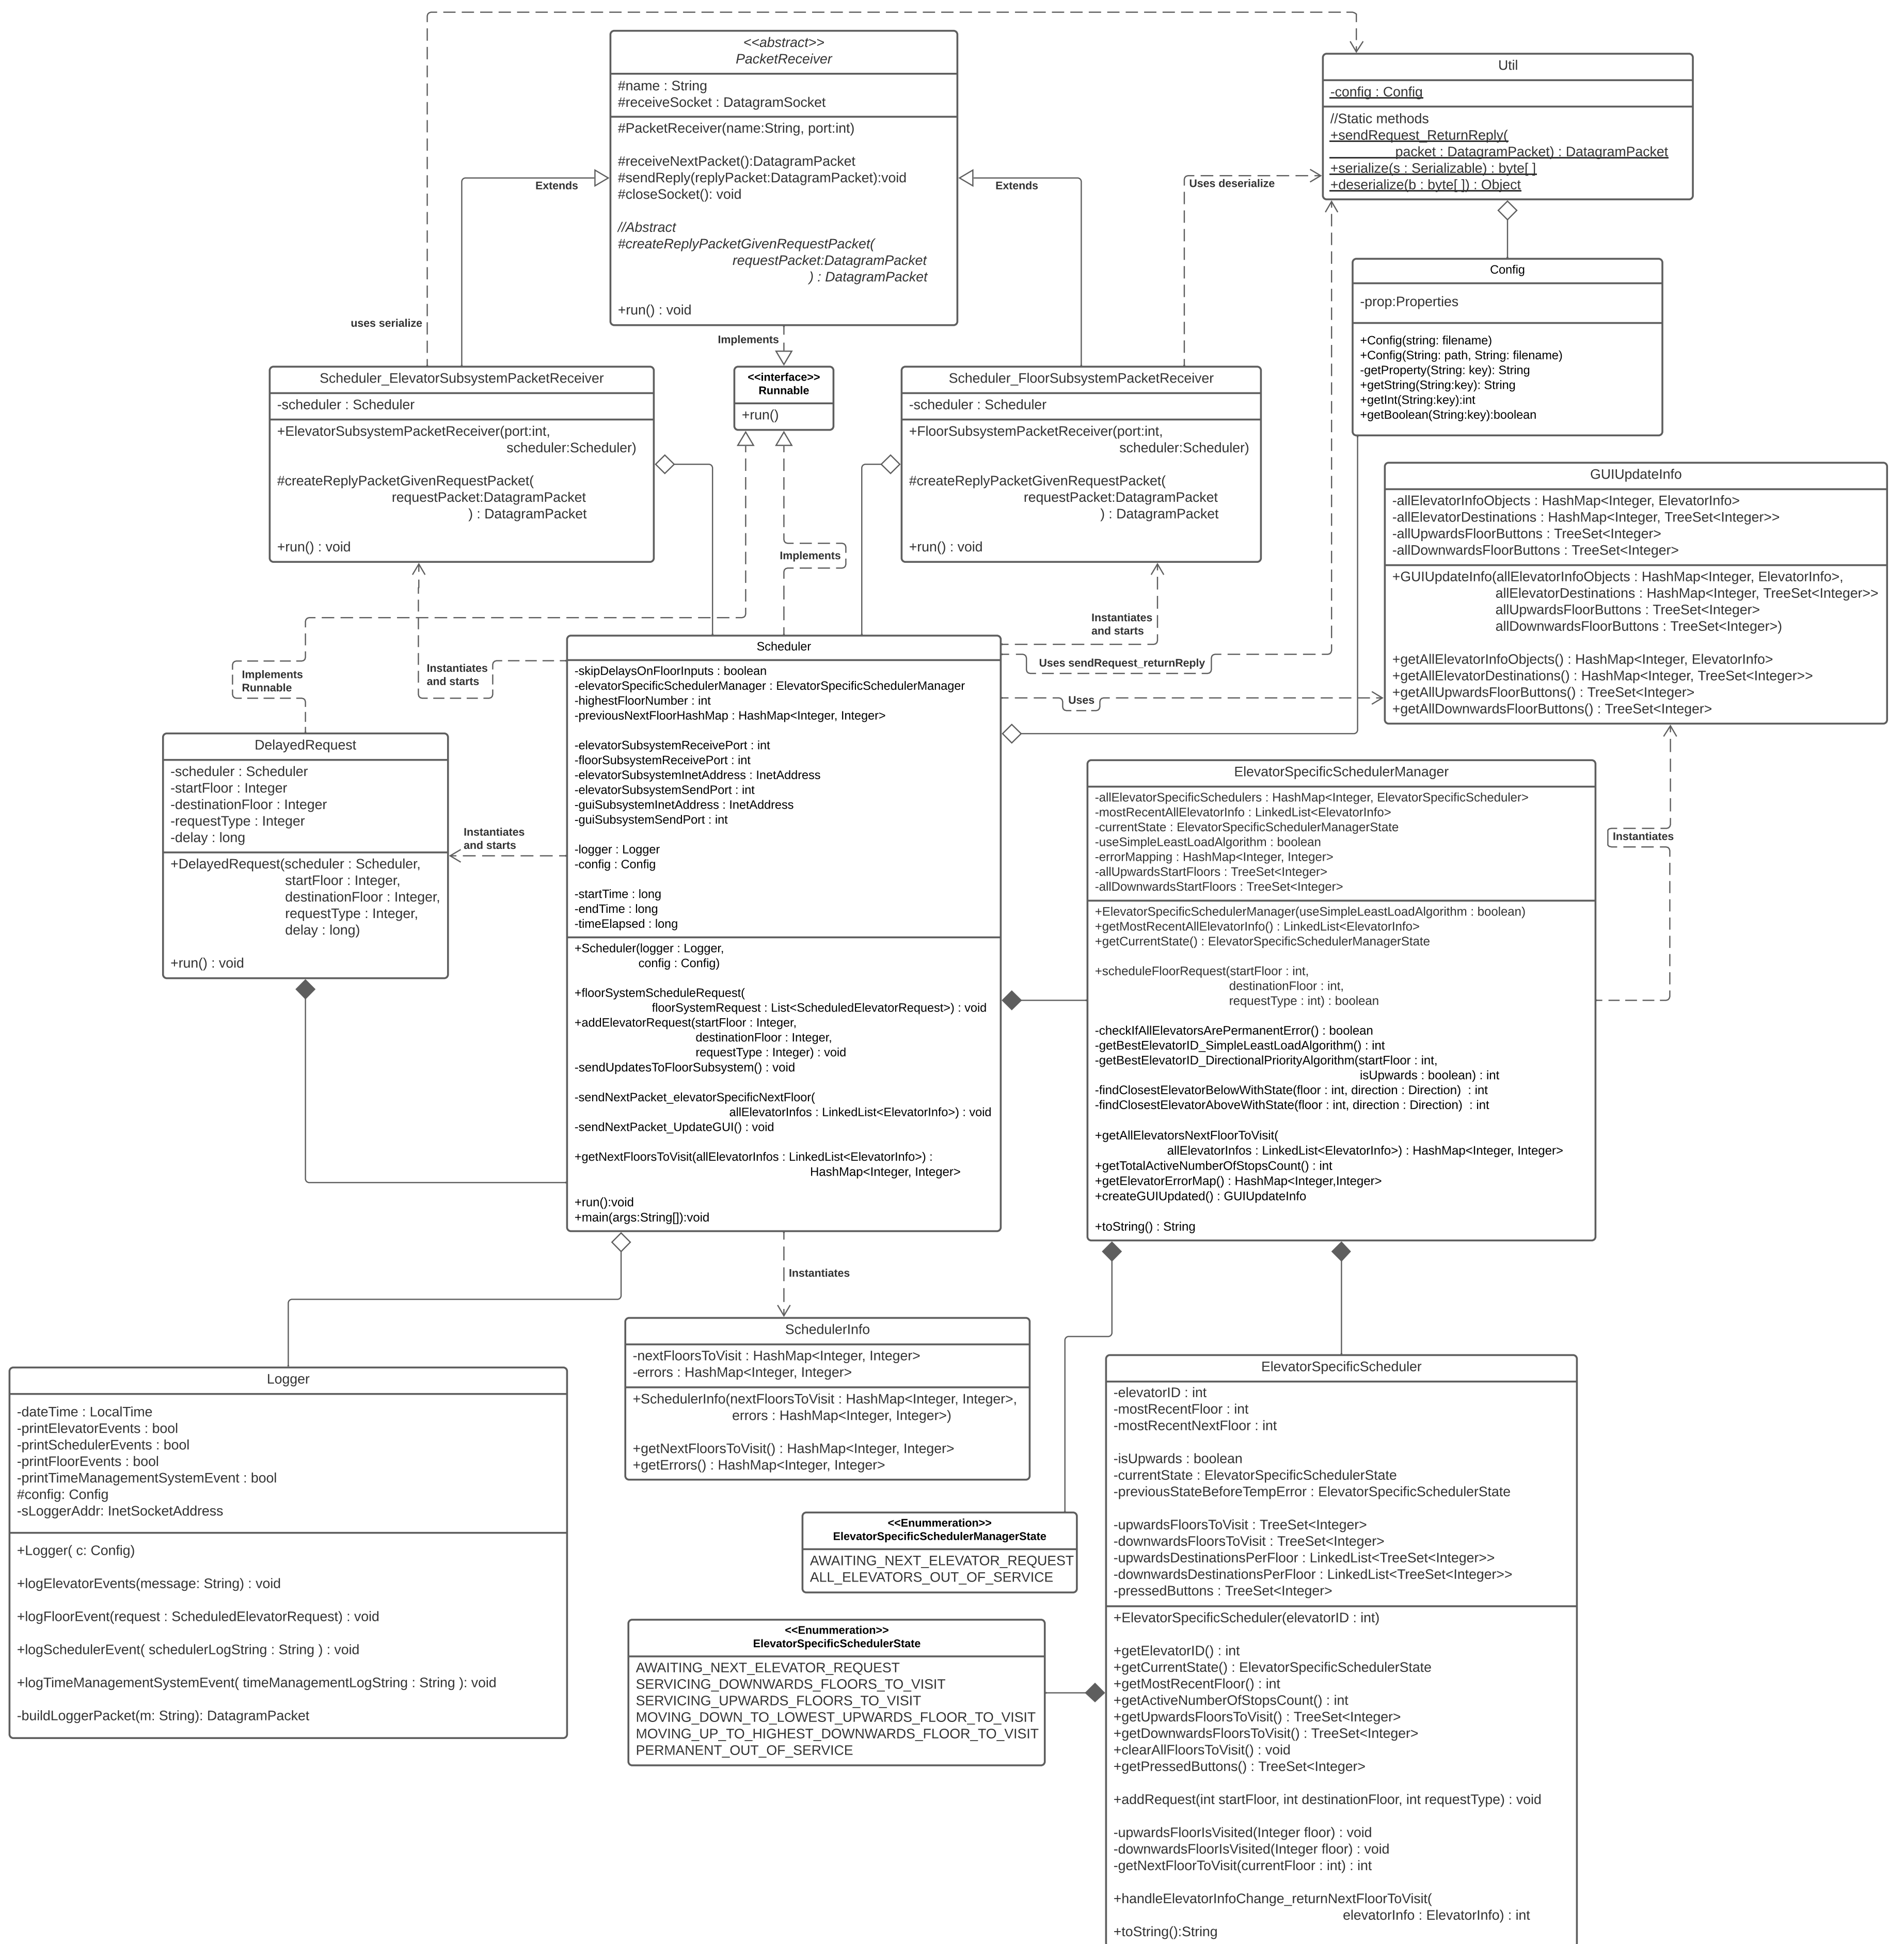 <<abstract>>
PacketReceiver
#name : String
#receiveSocket : DatagramSocket
#PacketReceiver(name:String, port:int)
#receiveNextPacket():DatagramPacket
#sendReply(replyPacket:DatagramPacket):void
#closeSocket(): void
//Abstract
#createReplyPacketGivenRequestPacket(
requestPacket:DatagramPacket
) : DatagramPacket
+run() : void
Util
-config : Config
//Static methods
+sendRequest_ReturnReply(
packet : DatagramPacket) : DatagramPacket
+serialize(s : Serializable) : byte[ ]
+deserialize(b : byte[ ]) : Object
Extends
Extends
Uses deserialize
uses serialize
Implements
Config
-prop:Properties
+Config(string: filename)
+Config(String: path, String: filename)
-getProperty(String: key): String
+getString(String:key): String
+getInt(String:key):int
+getBoolean(String:key):boolean
Scheduler_ElevatorSubsystemPacketReceiver
-scheduler : Scheduler
+ElevatorSubsystemPacketReceiver(port:int,
scheduler:Scheduler)
#createReplyPacketGivenRequestPacket(
requestPacket:DatagramPacket
) : DatagramPacket
+run() : void
<<interface>>
Runnable
+run()
Scheduler_FloorSubsystemPacketReceiver
-scheduler : Scheduler
+FloorSubsystemPacketReceiver(port:int,
scheduler:Scheduler)
#createReplyPacketGivenRequestPacket(
requestPacket:DatagramPacket
) : DatagramPacket
+run() : void
GUIUpdateInfo
-allElevatorInfoObjects : HashMap<Integer, ElevatorInfo>
-allElevatorDestinations : HashMap<Integer, TreeSet<Integer>>
-allUpwardsFloorButtons : TreeSet<Integer>
-allDownwardsFloorButtons : TreeSet<Integer>
+GUIUpdateInfo(allElevatorInfoObjects : HashMap<Integer, ElevatorInfo>,
allElevatorDestinations : HashMap<Integer, TreeSet<Integer>>
allUpwardsFloorButtons : TreeSet<Integer>
allDownwardsFloorButtons : TreeSet<Integer>)
+getAllElevatorInfoObjects() : HashMap<Integer, ElevatorInfo>
+getAllElevatorDestinations() : HashMap<Integer, TreeSet<Integer>>
+getAllUpwardsFloorButtons() : TreeSet<Integer>
+getAllDownwardsFloorButtons() : TreeSet<Integer>
Implements
Instantiates
and starts
Uses sendRequest_returnReply
Uses
Instantiates
and starts
Implements
Runnable
DelayedRequest
-scheduler : Scheduler
-startFloor : Integer
-destinationFloor : Integer
-requestType : Integer
-delay : long
+DelayedRequest(scheduler : Scheduler,
startFloor : Integer,
destinationFloor : Integer,
requestType : Integer,
delay : long)
+run() : void
Instantiates
and starts
Scheduler
-skipDelaysOnFloorInputs : boolean
-elevatorSpecificSchedulerManager : ElevatorSpecificSchedulerManager
-highestFloorNumber : int
-previousNextFloorHashMap : HashMap<Integer, Integer>
-elevatorSubsystemReceivePort : int
-floorSubsystemReceivePort : int
-elevatorSubsystemInetAddress : InetAddress
-elevatorSubsystemSendPort : int
-guiSubsystemInetAddress : InetAddress
-guiSubsystemSendPort : int
-logger : Logger
-config : Config
-startTime : long
-endTime : long
-timeElapsed : long
+Scheduler(logger : Logger,
config : Config)
+floorSystemScheduleRequest(
floorSystemRequest : List<ScheduledElevatorRequest>) : void
+addElevatorRequest(startFloor : Integer,
destinationFloor : Integer,
requestType : Integer) : void
-sendUpdatesToFloorSubsystem() : void
-sendNextPacket_elevatorSpecificNextFloor(
allElevatorInfos : LinkedList<ElevatorInfo>) : void
-sendNextPacket_UpdateGUI() : void
+getNextFloorsToVisit(allElevatorInfos : LinkedList<ElevatorInfo>) :
HashMap<Integer, Integer>
+run():void
+main(args:String[]):void
ElevatorSpecificSchedulerManager
-allElevatorSpecificSchedulers : HashMap<Integer, ElevatorSpecificScheduler>
-mostRecentAllElevatorInfo : LinkedList<ElevatorInfo>
-currentState : ElevatorSpecificSchedulerManagerState
-useSimpleLeastLoadAlgorithm : boolean
-errorMapping : HashMap<Integer, Integer>
-allUpwardsStartFloors : TreeSet<Integer>
-allDownwardsStartFloors : TreeSet<Integer>
+ElevatorSpecificSchedulerManager(useSimpleLeastLoadAlgorithm : boolean)
+getMostRecentAllElevatorInfo() : LinkedList<ElevatorInfo>
+getCurrentState() : ElevatorSpecificSchedulerManagerState
+scheduleFloorRequest(startFloor : int,
destinationFloor : int,
requestType : int) : boolean
-checkIfAllElevatorsArePermanentError() : boolean
-getBestElevatorID_SimpleLeastLoadAlgorithm() : int
-getBestElevatorID_DirectionalPriorityAlgorithm(startFloor : int,
isUpwards : boolean) : int
-findClosestElevatorBelowWithState(floor : int, direction : Direction)  : int
-findClosestElevatorAboveWithState(floor : int, direction : Direction)  : int
+getAllElevatorsNextFloorToVisit(
allElevatorInfos : LinkedList<ElevatorInfo>) : HashMap<Integer, Integer>
+getTotalActiveNumberOfStopsCount() : int
+getElevatorErrorMap() : HashMap<Integer,Integer>
+createGUIUpdated() : GUIUpdateInfo
+toString() : String
Instantiates
Instantiates
Logger
-dateTime : LocalTime
-printElevatorEvents : bool
-printSchedulerEvents : bool
-printFloorEvents : bool
-printTimeManagementSystemEvent : bool
#config: Config
-sLoggerAddr: InetSocketAddress
+Logger( c: Config)
+logElevatorEvents(message: String) : void
+logFloorEvent(request : ScheduledElevatorRequest) : void
+logSchedulerEvent( schedulerLogString : String ) : void
+logTimeManagementSystemEvent( timeManagementLogString : String ): void
-buildLoggerPacket(m: String): DatagramPacket
SchedulerInfo
-nextFloorsToVisit : HashMap<Integer, Integer>
-errors : HashMap<Integer, Integer>
+SchedulerInfo(nextFloorsToVisit : HashMap<Integer, Integer>,
errors : HashMap<Integer, Integer>)
+getNextFloorsToVisit() : HashMap<Integer, Integer>
+getErrors() : HashMap<Integer, Integer>
<<Enummeration>>
ElevatorSpecificSchedulerManagerState
AWAITING_NEXT_ELEVATOR_REQUEST
ALL_ELEVATORS_OUT_OF_SERVICE
<<Enummeration>>
ElevatorSpecificSchedulerState
AWAITING_NEXT_ELEVATOR_REQUEST
SERVICING_DOWNWARDS_FLOORS_TO_VISIT
SERVICING_UPWARDS_FLOORS_TO_VISIT
MOVING_DOWN_TO_LOWEST_UPWARDS_FLOOR_TO_VISIT
MOVING_UP_TO_HIGHEST_DOWNWARDS_FLOOR_TO_VISIT
PERMANENT_OUT_OF_SERVICE
ElevatorSpecificScheduler
-elevatorID : int
-mostRecentFloor : int
-mostRecentNextFloor : int
-isUpwards : boolean
-currentState : ElevatorSpecificSchedulerState
-previousStateBeforeTempError : ElevatorSpecificSchedulerState
-upwardsFloorsToVisit : TreeSet<Integer>
-downwardsFloorsToVisit : TreeSet<Integer>
-upwardsDestinationsPerFloor : LinkedList<TreeSet<Integer>>
-downwardsDestinationsPerFloor : LinkedList<TreeSet<Integer>>
-pressedButtons : TreeSet<Integer>
+ElevatorSpecificScheduler(elevatorID : int)
+getElevatorID() : int
+getCurrentState() : ElevatorSpecificSchedulerState
+getMostRecentFloor() : int
+getActiveNumberOfStopsCount() : int
+getUpwardsFloorsToVisit() : TreeSet<Integer>
+getDownwardsFloorsToVisit() : TreeSet<Integer>
+clearAllFloorsToVisit() : void
+getPressedButtons() : TreeSet<Integer>
+addRequest(int startFloor, int destinationFloor, int requestType) : void
-upwardsFloorIsVisited(Integer floor) : void
-downwardsFloorIsVisited(Integer floor) : void
-getNextFloorToVisit(currentFloor : int) : int
+handleElevatorInfoChange_returnNextFloorToVisit(
elevatorInfo : ElevatorInfo) : int
+toString():String